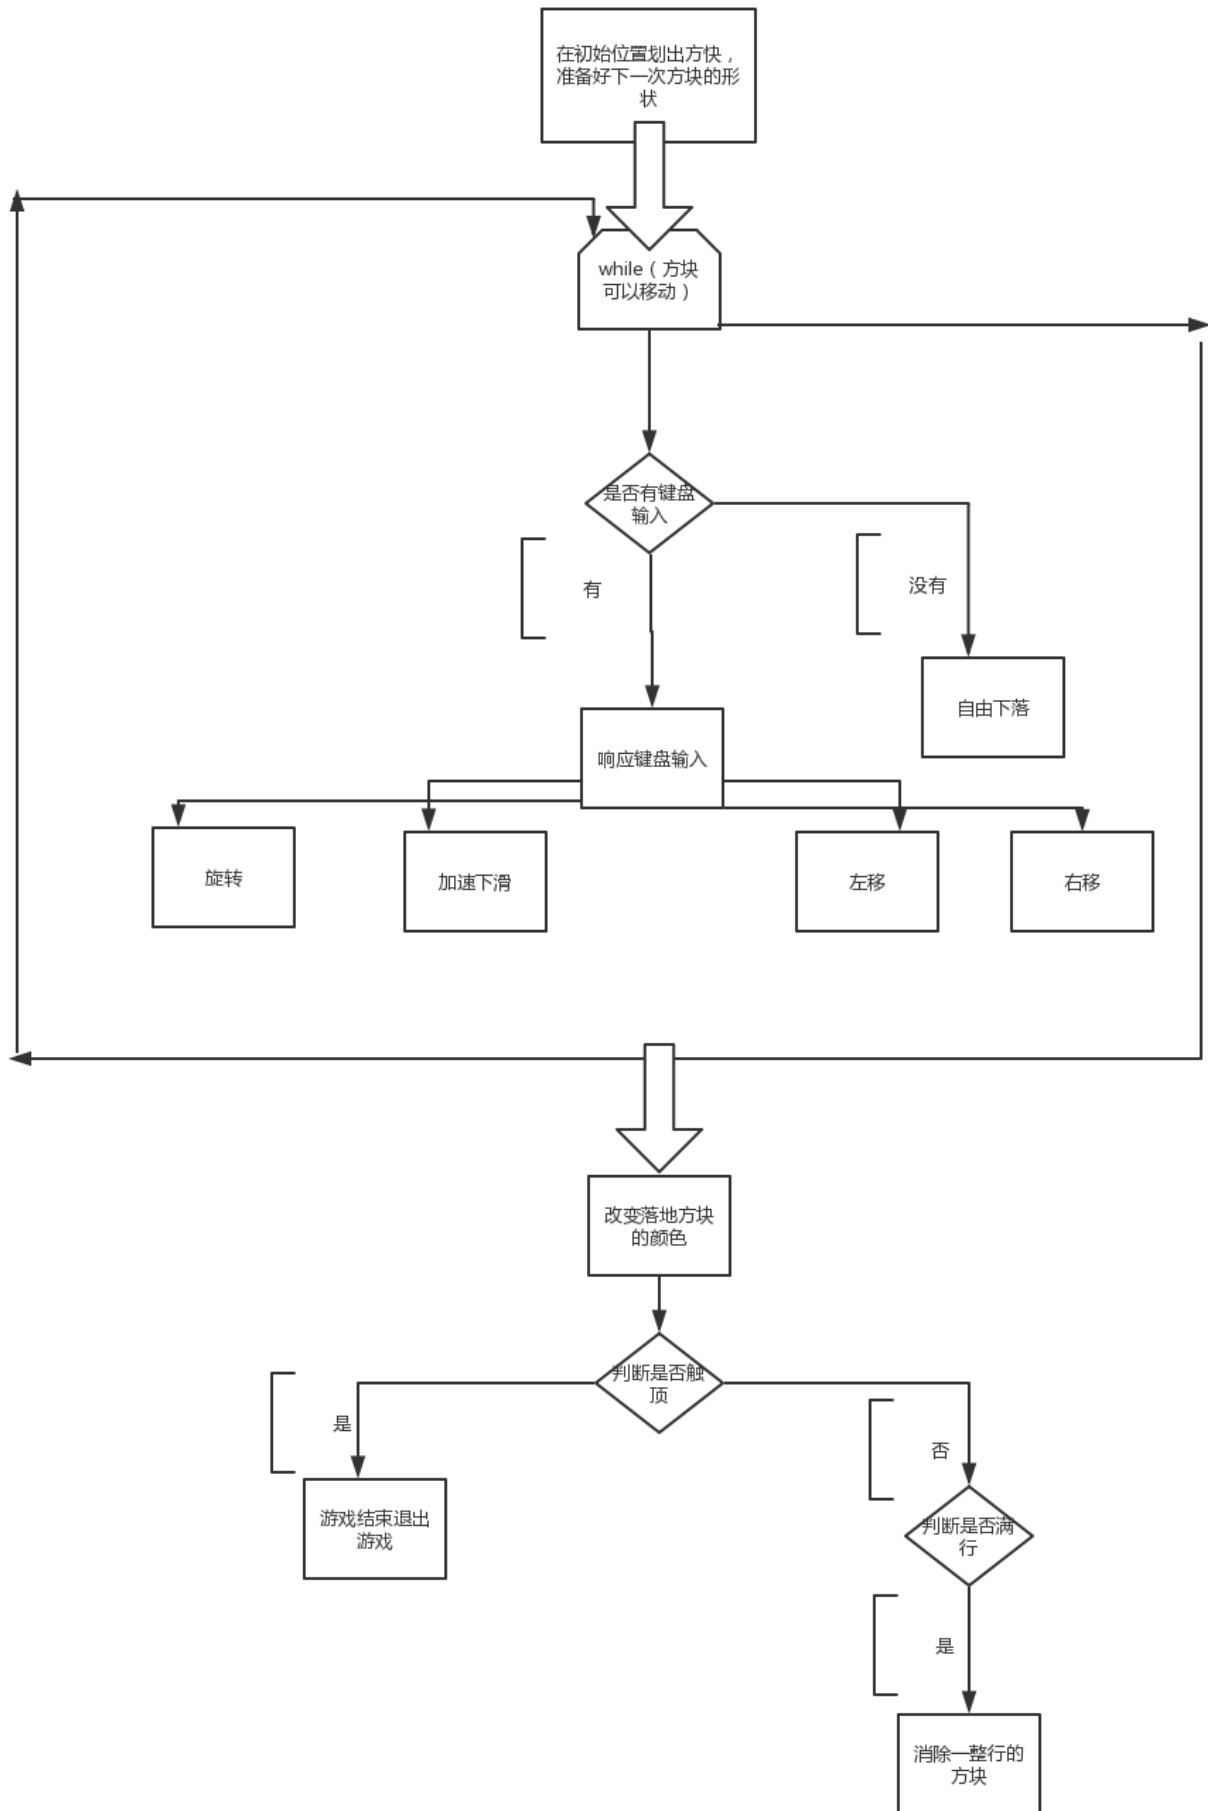 在初始位置划出方快，
准备好下一次方块的形
状
while（方块
可以移动）
是否有键盘
输入
有
没有
自由下落
响应键盘输入
旋转
加速下滑
左移
右移
改变落地方块
的颜色
判断是否触
顶
是
否
游戏结束退出
游戏
判断是否满
行
是
消除一整行的
方块